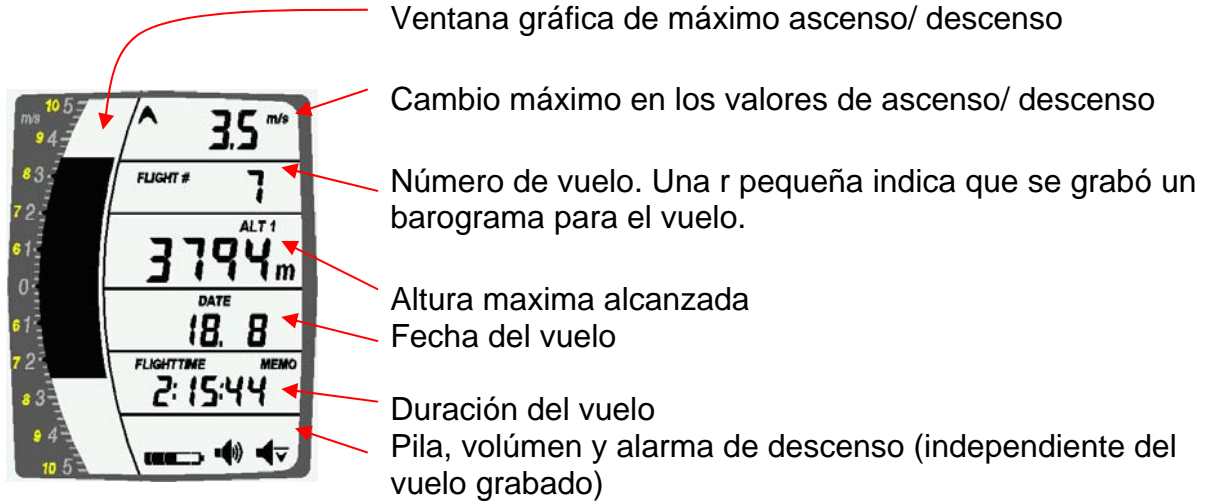 Ventana gráfica de máximo ascenso/ descenso
Cambio máximo en los valores de ascenso/ descenso
Número de vuelo. Una r pequeña indica que se grabó un
barograma para el vuelo.
Altura maxima alcanzada
Fecha del vuelo
Duración del vuelo
Pila, volúmen y alarma de descenso (independiente del
vuelo grabado)
m/s
10 5
9 4
8 3
7 2
6 1
0
6 1
7 2
8 3
9 4
10 5
3.5 m/s
FLIGHT # 7
ALT 1
3794 m
DATE
18. 8
FLIGHTTIME MEMO
2:15:44